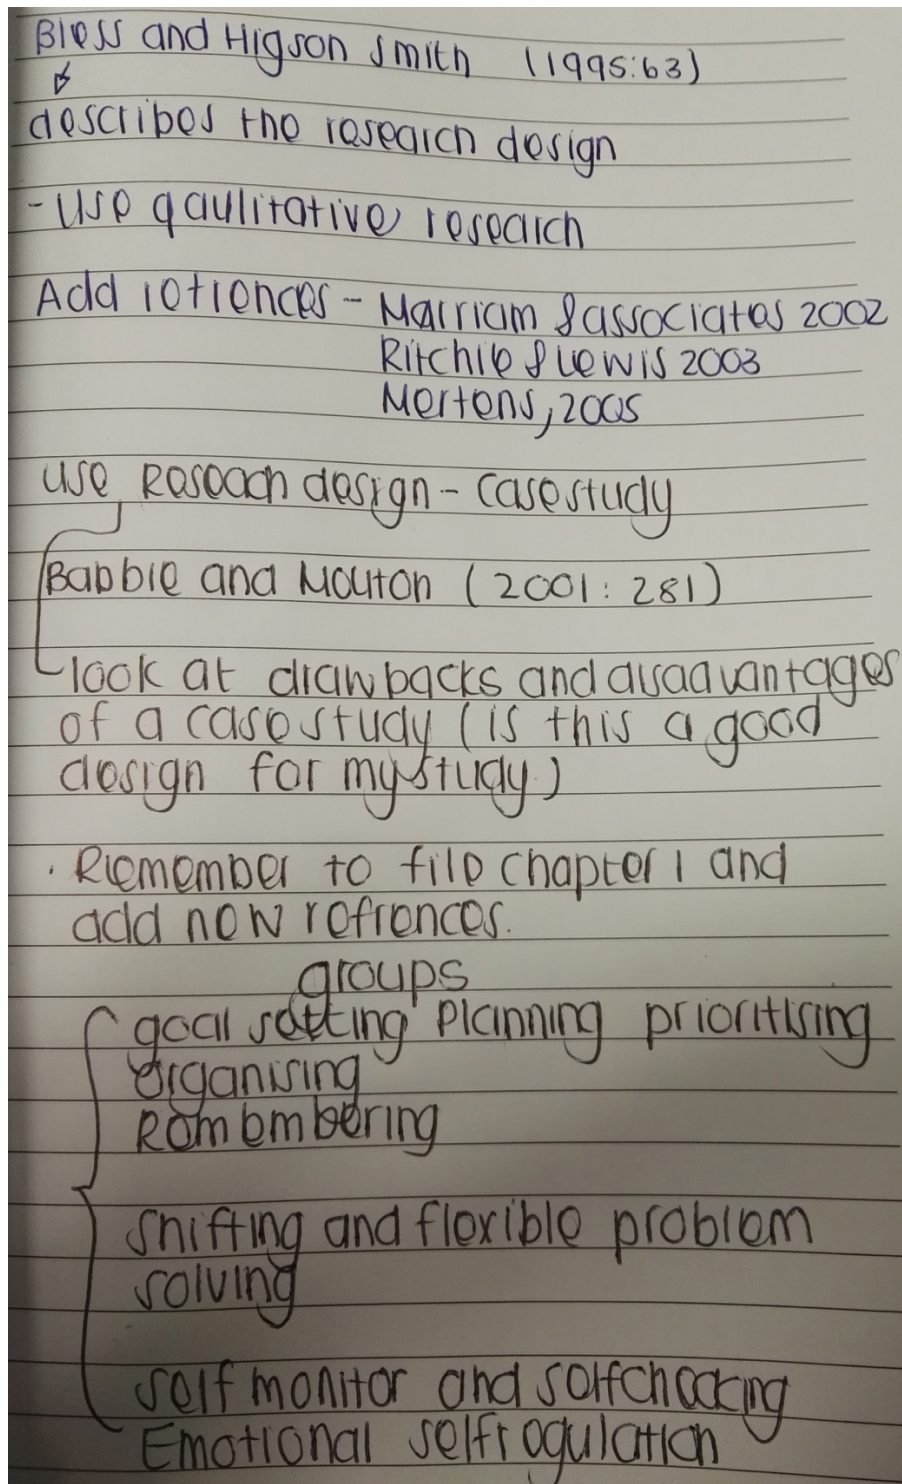 Bless and Higson Smith (1995:63)
describes the research design
- Use qaulitative research
Add refrences - Marriam & associates 2002
Ritchie & Lewis 2003
Mertens, 2005
use Reseach design - casestudy
Babbie and Mouton (2001: 281)
look at drawbacks and disadvantages
of a case study (is this a good
design for my study)
. Remember to file chapter 1 and
add new refrences.
groups
goal setting planning prioritising
organising
Remembering
shifting and flexible problem
solving
self monitor and selfchecking
Emotional selfregulation